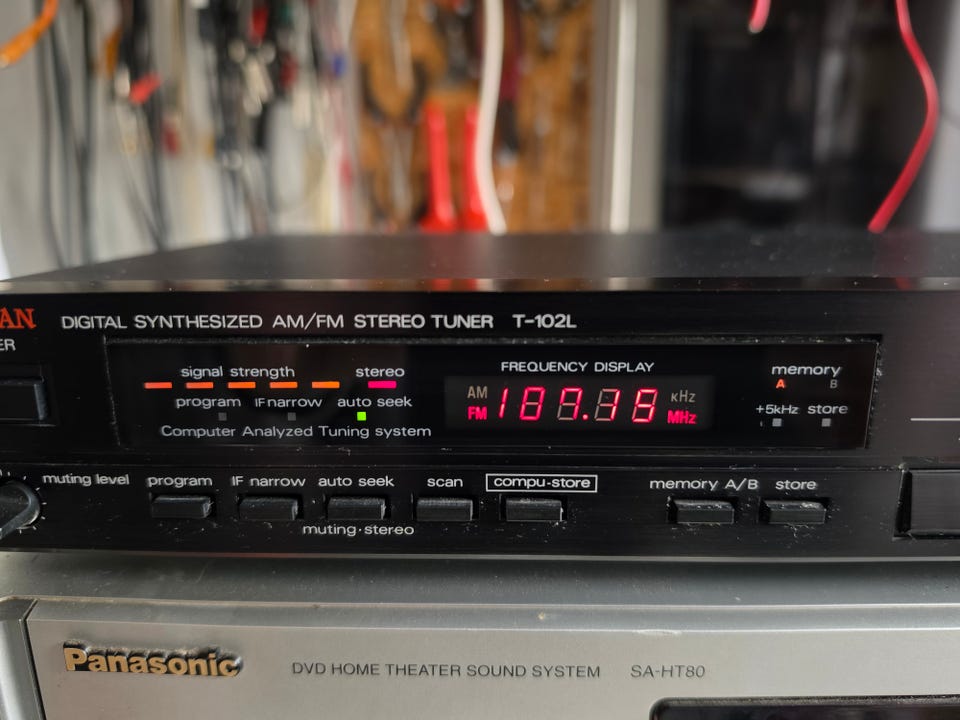 AN DIGITAL SYNTHESIZED AM/FM STEREO TUNER T-102L
ER
FREQUENCY DISPLAY
signal strength stereo
memory
A B
AM kHz
FM MHz
program IF narrow auto seek
+5kHz store
Computer Analyzed Tuning system
muting level program IF narrow auto seek scan compu-store memory A/B store
muting·stereo
Panasonic DVD HOME THEATER SOUND SYSTEM SA-HT80